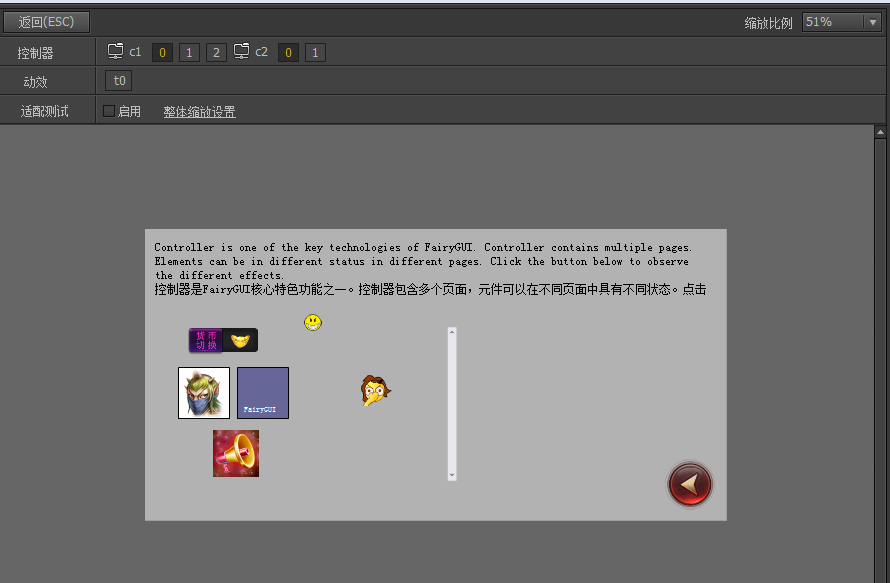 返回(ESC)
缩放比例 51%
控制器 c1 0 1 2 c2 0 1
动效 t0
适配测试 启用 整体缩放设置
Controller is one of the key technologies of FairyGUI. Controller contains multiple pages.
Elements can be in different status in different pages. Click the button below to observe
the different effects.
控制器是FairyGUI核心特色功能之一。控制器包含多个页面，元件可以在不同页面中具有不同状态。点击
货币
切换
FairyGUI